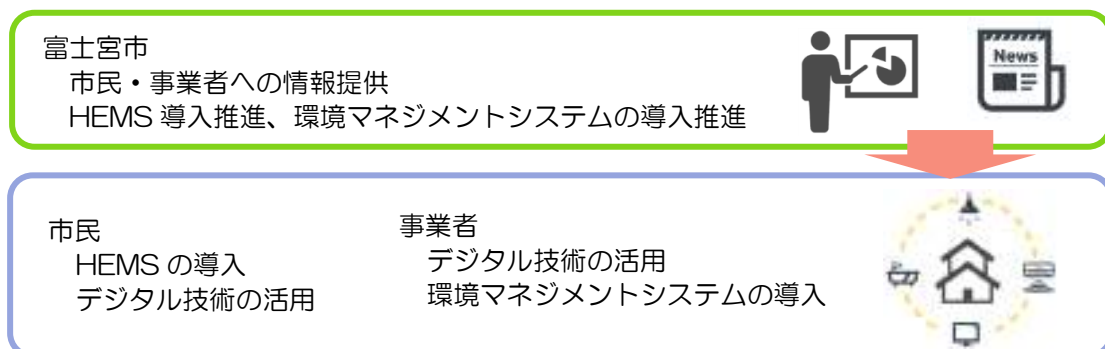 富士宮市
市民・事業者への情報提供
HEMS 導入推進、環境マネジメントシステムの導入推進
News
市民
HEMS の導入
デジタル技術の活用
事業者
デジタル技術の活用
環境マネジメントシステムの導入